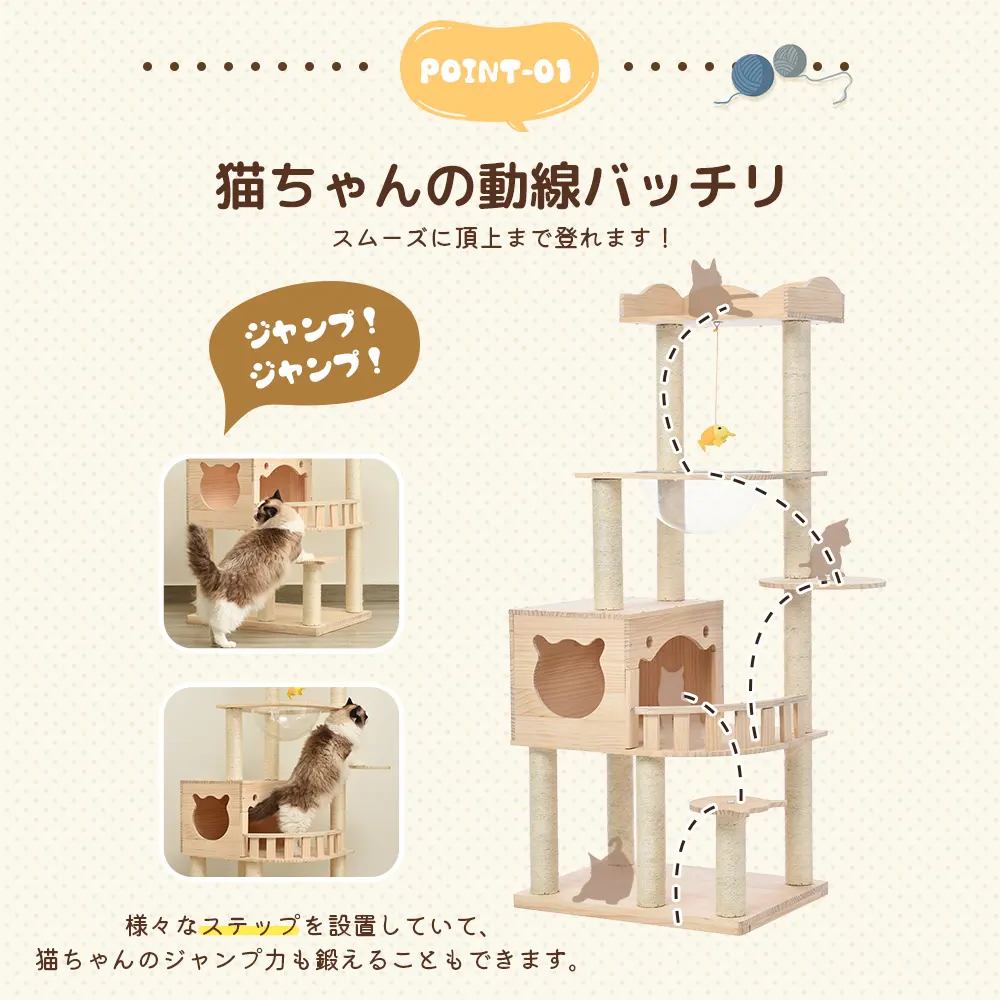 POINT-01
猫ちゃんの動線バッチリ
スムーズに頂上まで登れます！
ジャンプ！
ジャンプ！
様々なステップを設置していて、
猫ちゃんのジャンプ力も鍛えることもできます。